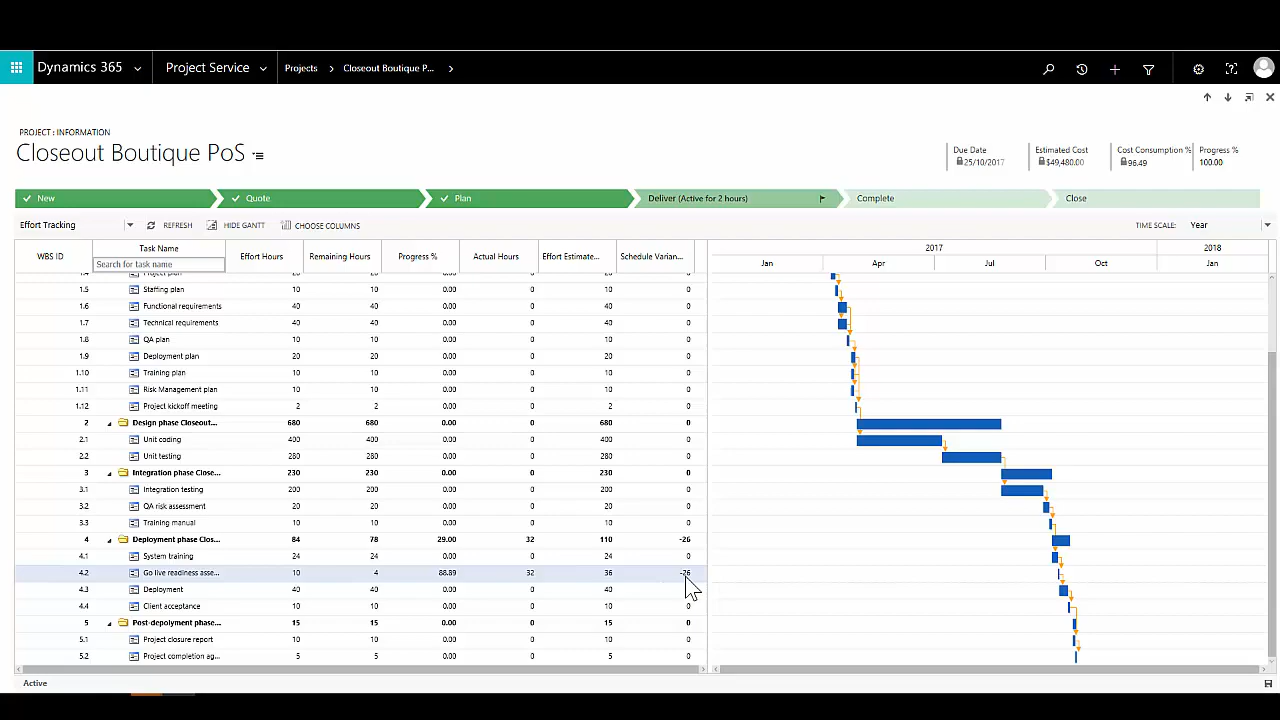 Dynamics 365 Project Service Projects Closeout Boutique P...
PROJECT : INFORMATION
Closeout Boutique PoS
Due Date Estimated Cost Cost Consumption % Progress %
25/10/2017 $49,480.00 96.49 100.00
New Quote Plan Deliver (Active for 2 hours) Complete Close
Effort Tracking REFRESH HIDE GANTT CHOOSE COLUMNS TIME SCALE: Year
WBS ID Task Name Effort Hours Remaining Hours Progress % Actual Hours Effort Estimate... Schedule Varian... 2017 2018
Search for task name Jan Apr Jul Oct Jan
1.4 Project plan 20 20 0.00 0 20 0
1.5 Staffing plan 10 10 0.00 0 10 0
1.6 Functional requirements 40 40 0.00 0 40 0
1.7 Technical requirements 40 40 0.00 0 40 0
1.8 QA plan 10 10 0.00 0 10 0
1.9 Deployment plan 20 20 0.00 0 20 0
1.10 Training plan 10 10 0.00 0 10 0
1.11 Risk Management plan 10 10 0.00 0 10 0
1.12 Project kickoff meeting 2 2 0.00 0 2 0
2 Design phase Closeout... 680 680 0.00 0 680 0
2.1 Unit coding 400 400 0.00 0 400 0
2.2 Unit testing 280 280 0.00 0 280 0
3 Integration phase Close... 230 230 0.00 0 230 0
3.1 Integration testing 200 200 0.00 0 200 0
3.2 QA risk assessment 20 20 0.00 0 20 0
3.3 Training manual 10 10 0.00 0 10 0
4 Deployment phase Clos... 84 78 29.00 32 110 -26
4.1 System training 24 24 0.00 0 24 0
4.2 Go live readiness asse... 10 4 88.89 32 36 -26
4.3 Deployment 40 40 0.00 0 40 0
4.4 Client acceptance 10 10 0.00 0 10 0
5 Post-depolyment phase... 15 15 0.00 0 15 0
5.1 Project closure report 10 10 0.00 0 10 0
5.2 Project completion ag... 5 5 0.00 0 5 0
Active